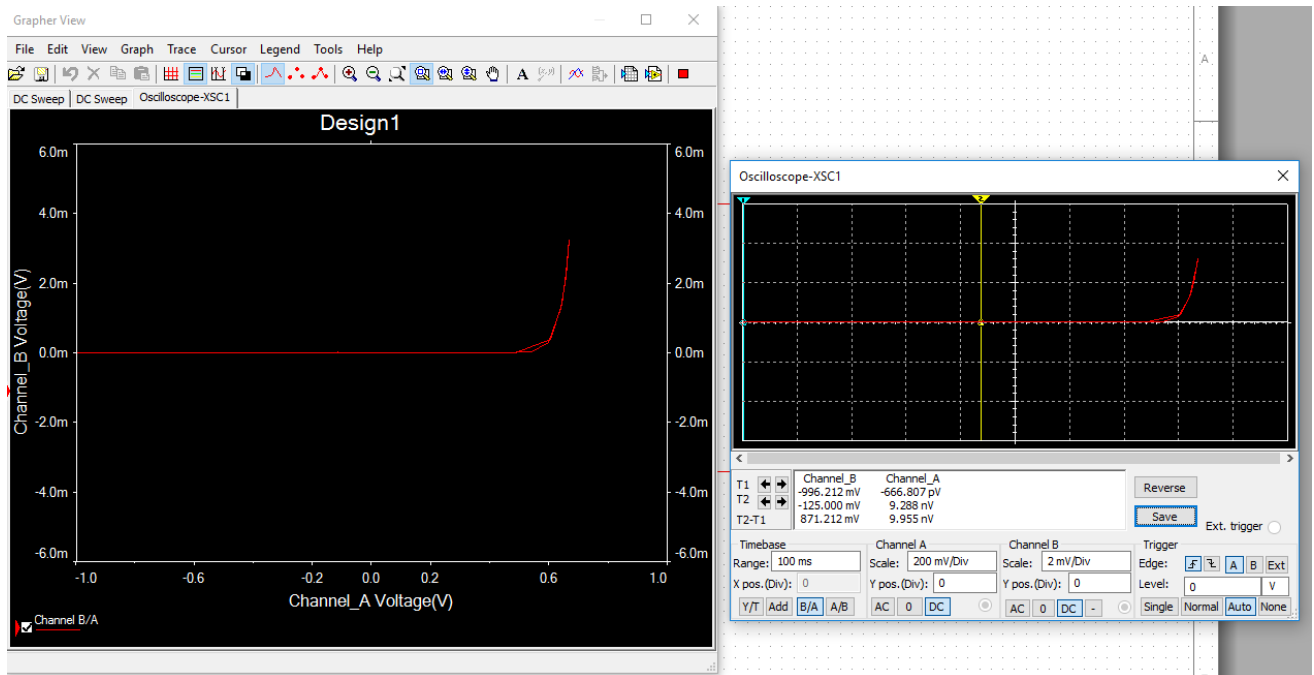 Grapher View
File Edit View Graph Trace Cursor Legend Tools Help
DC Sweep DC Sweep Oscilloscope-XSC1
Design1
6.0m 6.0m
4.0m 4.0m
2.0m 2.0m
0.0m 0.0m
-2.0m -2.0m
-4.0m -4.0m
-6.0m -6.0m
Channel_B Voltage(V)
-1.0 -0.6 -0.2 0.0 0.2 0.6 1.0
Channel_A Voltage(V)
Channel B/A
A
Oscilloscope-XSC1
1 2
Channel_B Channel_A
T1 -996.212 mV -666.807 pV
T2 -125.000 mV 9.288 nV
T2-T1 871.212 mV 9.955 nV
Reverse
Save
Ext. trigger
Timebase Channel A Channel B Trigger
Range: 100 ms Scale: 200 mV/Div Scale: 2 mV/Div Edge: A B Ext
X pos.(Div): 0 Y pos.(Div): 0 Y pos.(Div): 0 Level: 0 V
Y/T Add B/A A/B AC 0 DC AC 0 DC - Single Normal Auto None